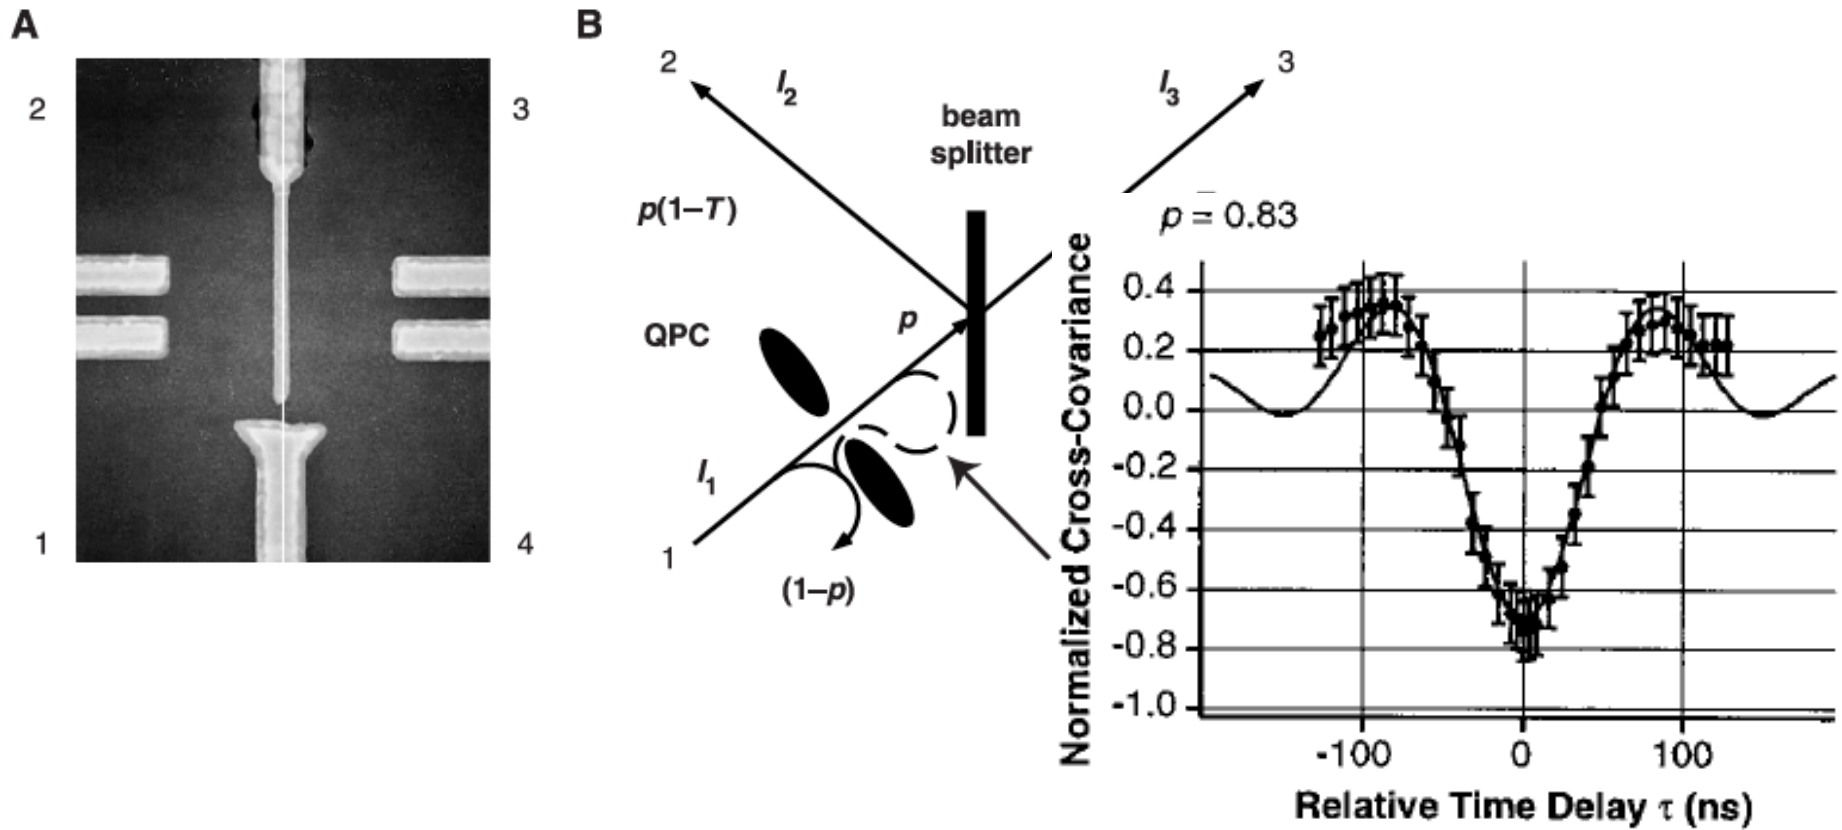 A
2
3
1
4
B
2
I2
I3
3
beam
splitter
p(1–T)
p
QPC
I1
1
(1–p)
p = 0.83
Normalized Cross-Covariance
0.4
0.2
0.0
-0.2
-0.4
-0.6
-0.8
-1.0
-100
0
100
Relative Time Delay τ (ns)